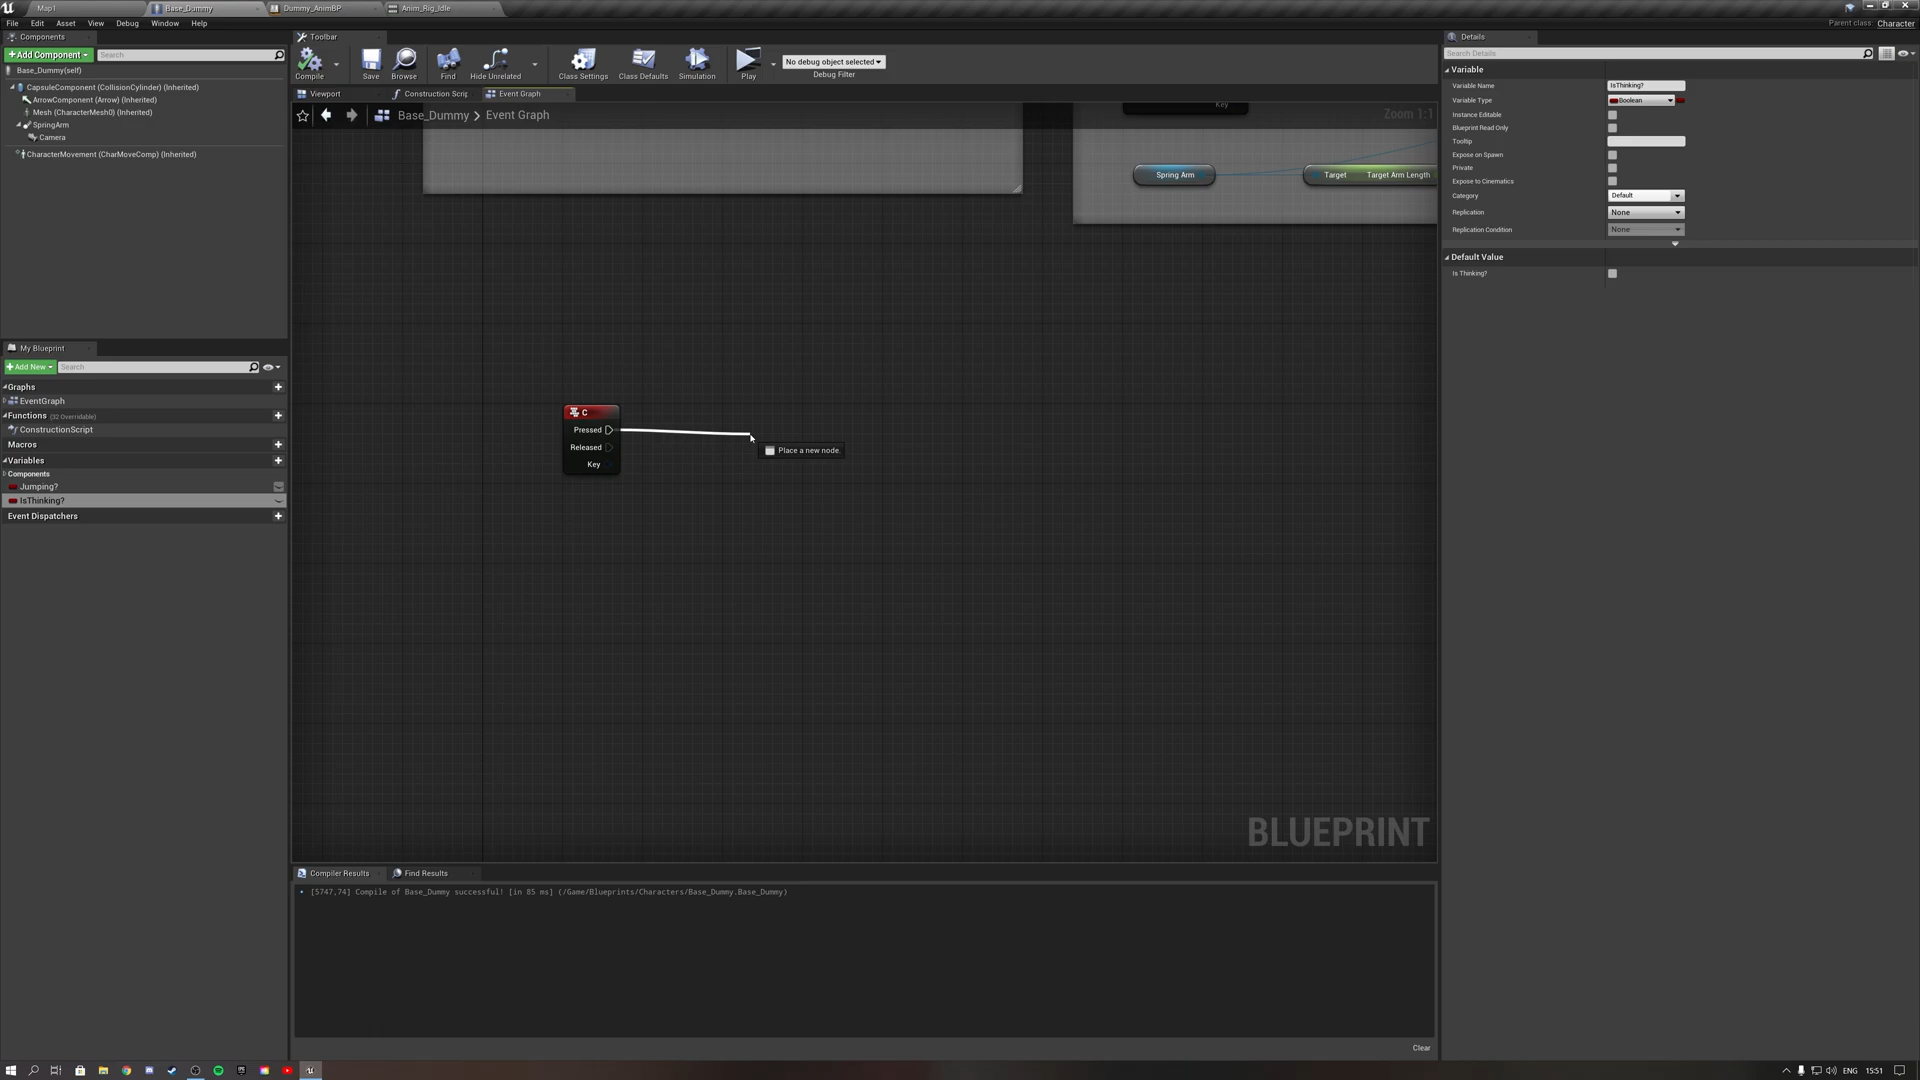 Map1
Base_Dummy
Dummy_AnimBP
Anim_Rig_Idle
File Edit Asset View Debug Window Help
Parent class: Character
Components
Add Component
Search
Base_Dummy(self)
CapsuleComponent (CollisionCylinder) (Inherited)
ArrowComponent (Arrow) (Inherited)
Mesh (CharacterMesh0) (Inherited)
SpringArm
Camera
CharacterMovement (CharMoveComp) (Inherited)
My Blueprint
Add New
Search
Graphs
EventGraph
Functions (32 Overridable)
ConstructionScript
Macros
Variables
Components
Jumping?
IsThinking?
Event Dispatchers
Toolbar
Compile
Save
Browse
Find
Hide Unrelated
Class Settings
Class Defaults
Simulation
Play
No debug object selected
Debug Filter
Viewport
Construction Scrip
Event Graph
Base_Dummy > Event Graph
Zoom 1:1
Key
Spring Arm
Target
Target Arm Length
C
Pressed
Released
Key
Place a new node.
BLUEPRINT
Compiler Results
Find Results
[5747,74] Compile of Base_Dummy successful! [in 85 ms] (/Game/Blueprints/Characters/Base_Dummy.Base_Dummy)
Clear
Details
Search Details
Variable
Variable Name IsThinking?
Variable Type Boolean
Instance Editable
Blueprint Read Only
Tooltip
Expose on Spawn
Private
Expose to Cinematics
Category Default
Replication None
Replication Condition None
Default Value
Is Thinking?
ENG
15:51